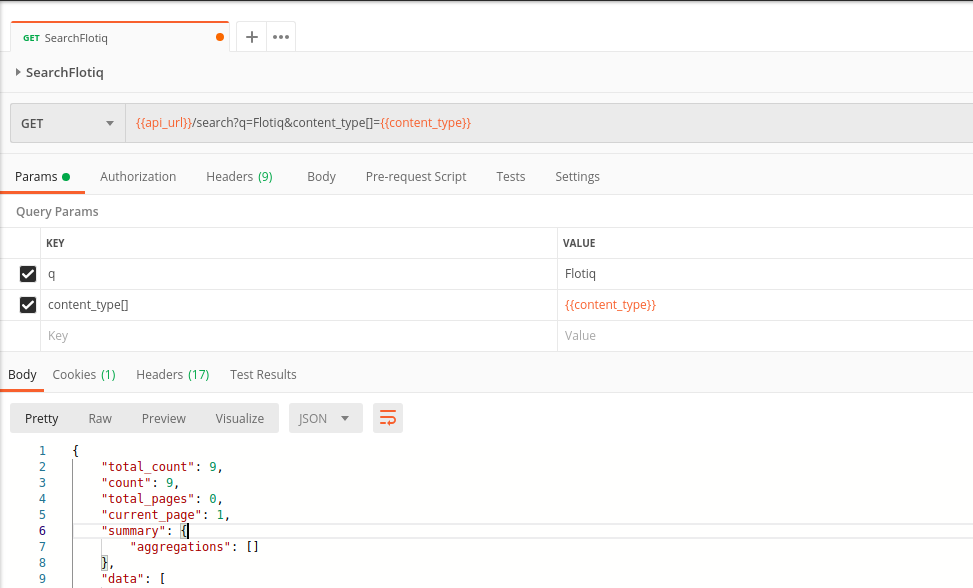 GET SearchFlotiq
SearchFlotiq
GET {{api_url}}/search?q=Flotiq&content_type[]={{content_type}}
Params Authorization Headers (9) Body Pre-request Script Tests Settings
Query Params
KEY VALUE
q Flotiq
content_type[] {{content_type}}
Key Value
Body Cookies (1) Headers (17) Test Results
Pretty Raw Preview Visualize JSON
1 {
2 "total_count": 9,
3 "count": 9,
4 "total_pages": 0,
5 "current_page": 1,
6 "summary": {
7 "aggregations": []
8 },
9 "data": [